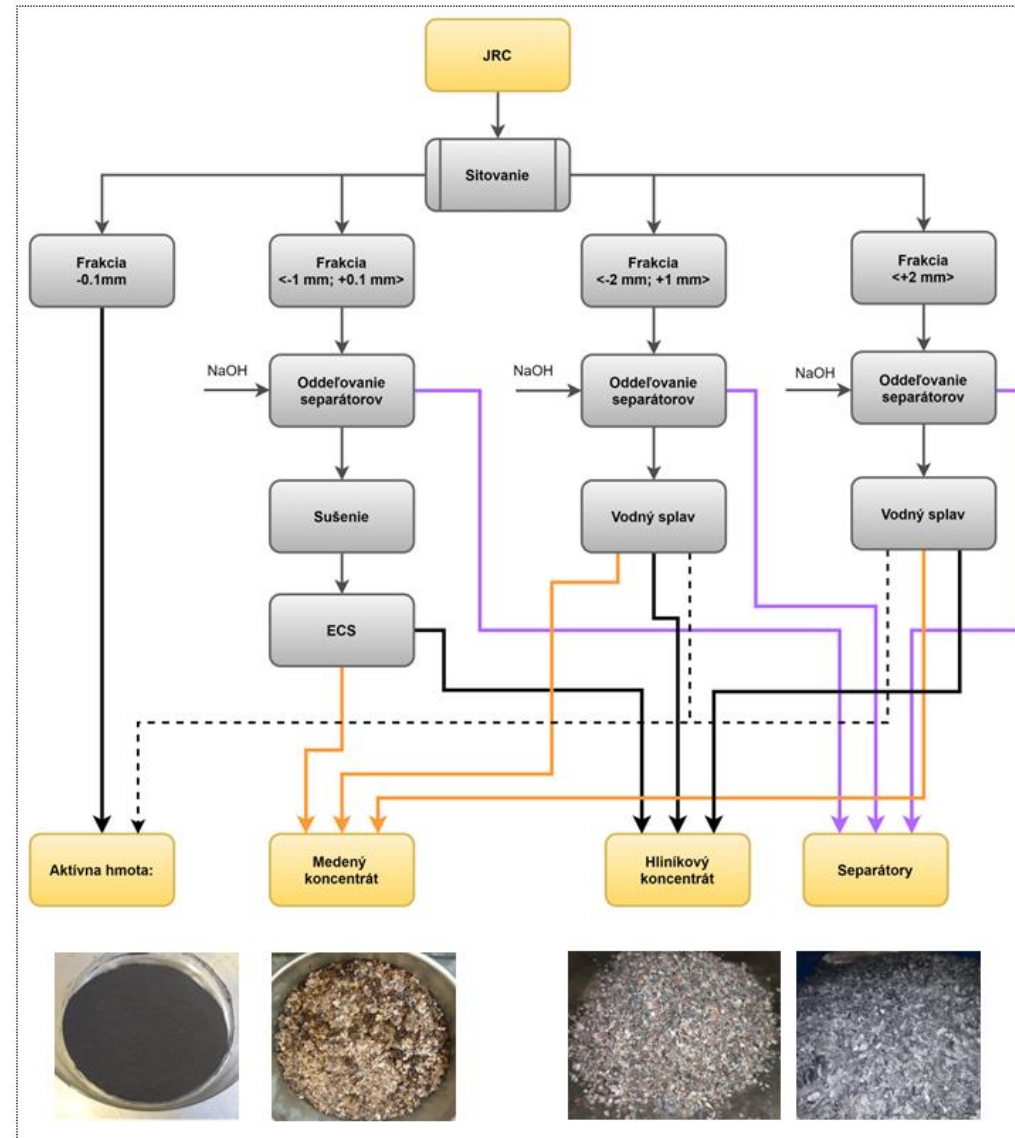 JRC
Sitovanie
Frakcia
-0.1mm
Frakcia
<-1 mm; +0.1 mm>
Frakcia
<-2 mm; +1 mm>
Frakcia
<+2 mm>
NaOH
Oddeľovanie
separátorov
NaOH
Oddeľovanie
separátorov
NaOH
Oddeľovanie
separátorov
Sušenie
Vodný splav
Vodný splav
ECS
Aktívna hmota:
Medený
koncentrát
Hliníkový
koncentrát
Separátory